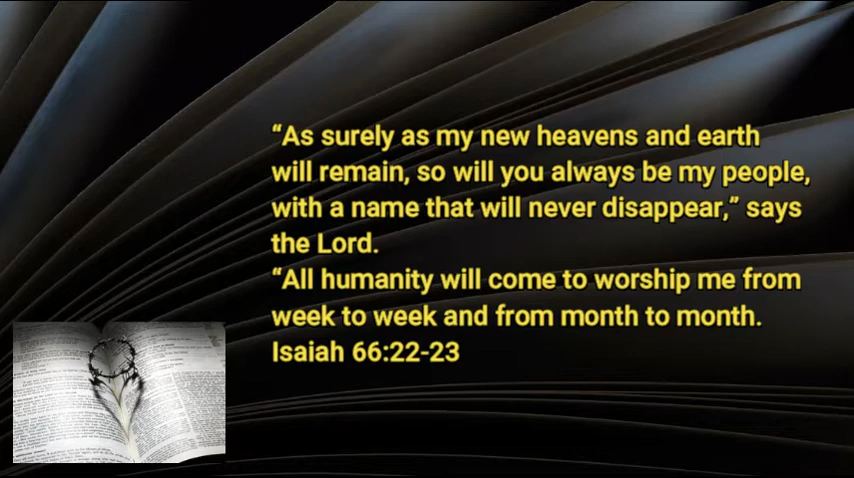 “As surely as my new heavens and earth
will remain, so will you always be my people,
with a name that will never disappear,” says
the Lord.
“All humanity will come to worship me from
week to week and from month to month.
Isaiah 66:22-23